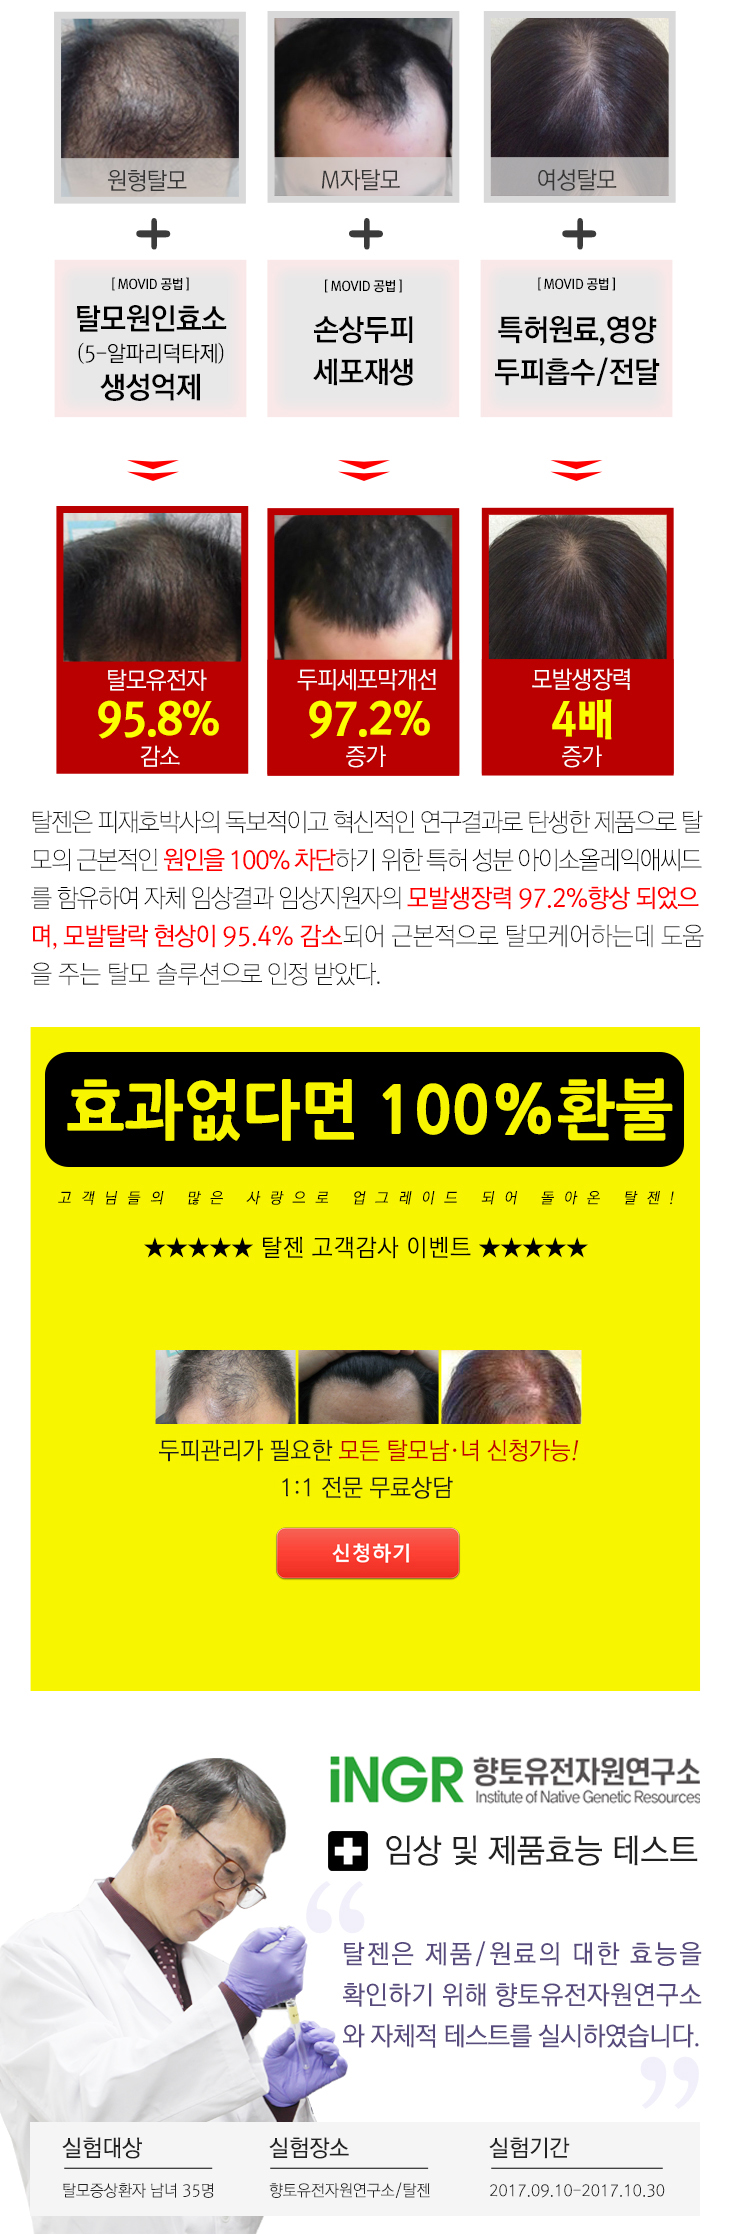 원형탈모
M자탈모
여성탈모
[ MOVID 공법 ]
탈모원인효소
(5-알파리덕타제)
생성억제
[ MOVID 공법 ]
손상두피
세포재생
[ MOVID 공법 ]
특허원료,영양
두피흡수/전달
탈모유전자
95.8%
감소
두피세포막개선
97.2%
증가
모발생장력
4배
증가
탈젠은 피재호박사의 독보적이고 혁신적인 연구결과로 탄생한 제품으로 탈
모의 근본적인 원인을 100% 차단하기 위한 특허 성분 아이소올레익애씨드
를 함유하여 자체 임상결과 임상지원자의 모발생장력 97.2%향상 되었으
며, 모발탈락 현상이 95.4% 감소되어 근본적으로 탈모케어하는데 도움
을 주는 탈모 솔루션으로 인정 받았다.
효과없다면 100%환불
고객님들의 많은 사랑으로 업그레이드 되어 돌아온 탈젠!
★★★★★ 탈젠 고객감사 이벤트 ★★★★★
두피관리가 필요한 모든 탈모남·녀 신청가능!
1:1 전문 무료상담
신청하기
iNGR 향토유전자원연구소
Institute of Native Genetic Resources
임상 및 제품효능 테스트
“
탈젠은 제품/원료의 대한 효능을
확인하기 위해 향토유전자원연구소
와 자체적 테스트를 실시하였습니다.
”
실험대상
탈모증상환자 남녀 35명
실험장소
향토유전자원연구소/탈젠
실험기간
2017.09.10-2017.10.30